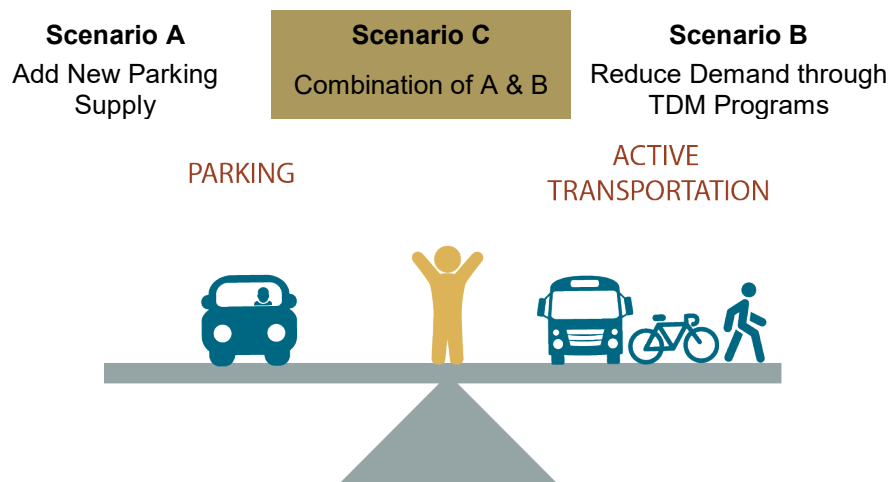 Scenario A
Add New Parking
Supply
Scenario C
Combination of A & B
Scenario B
Reduce Demand through
TDM Programs
PARKING
ACTIVE
TRANSPORTATION